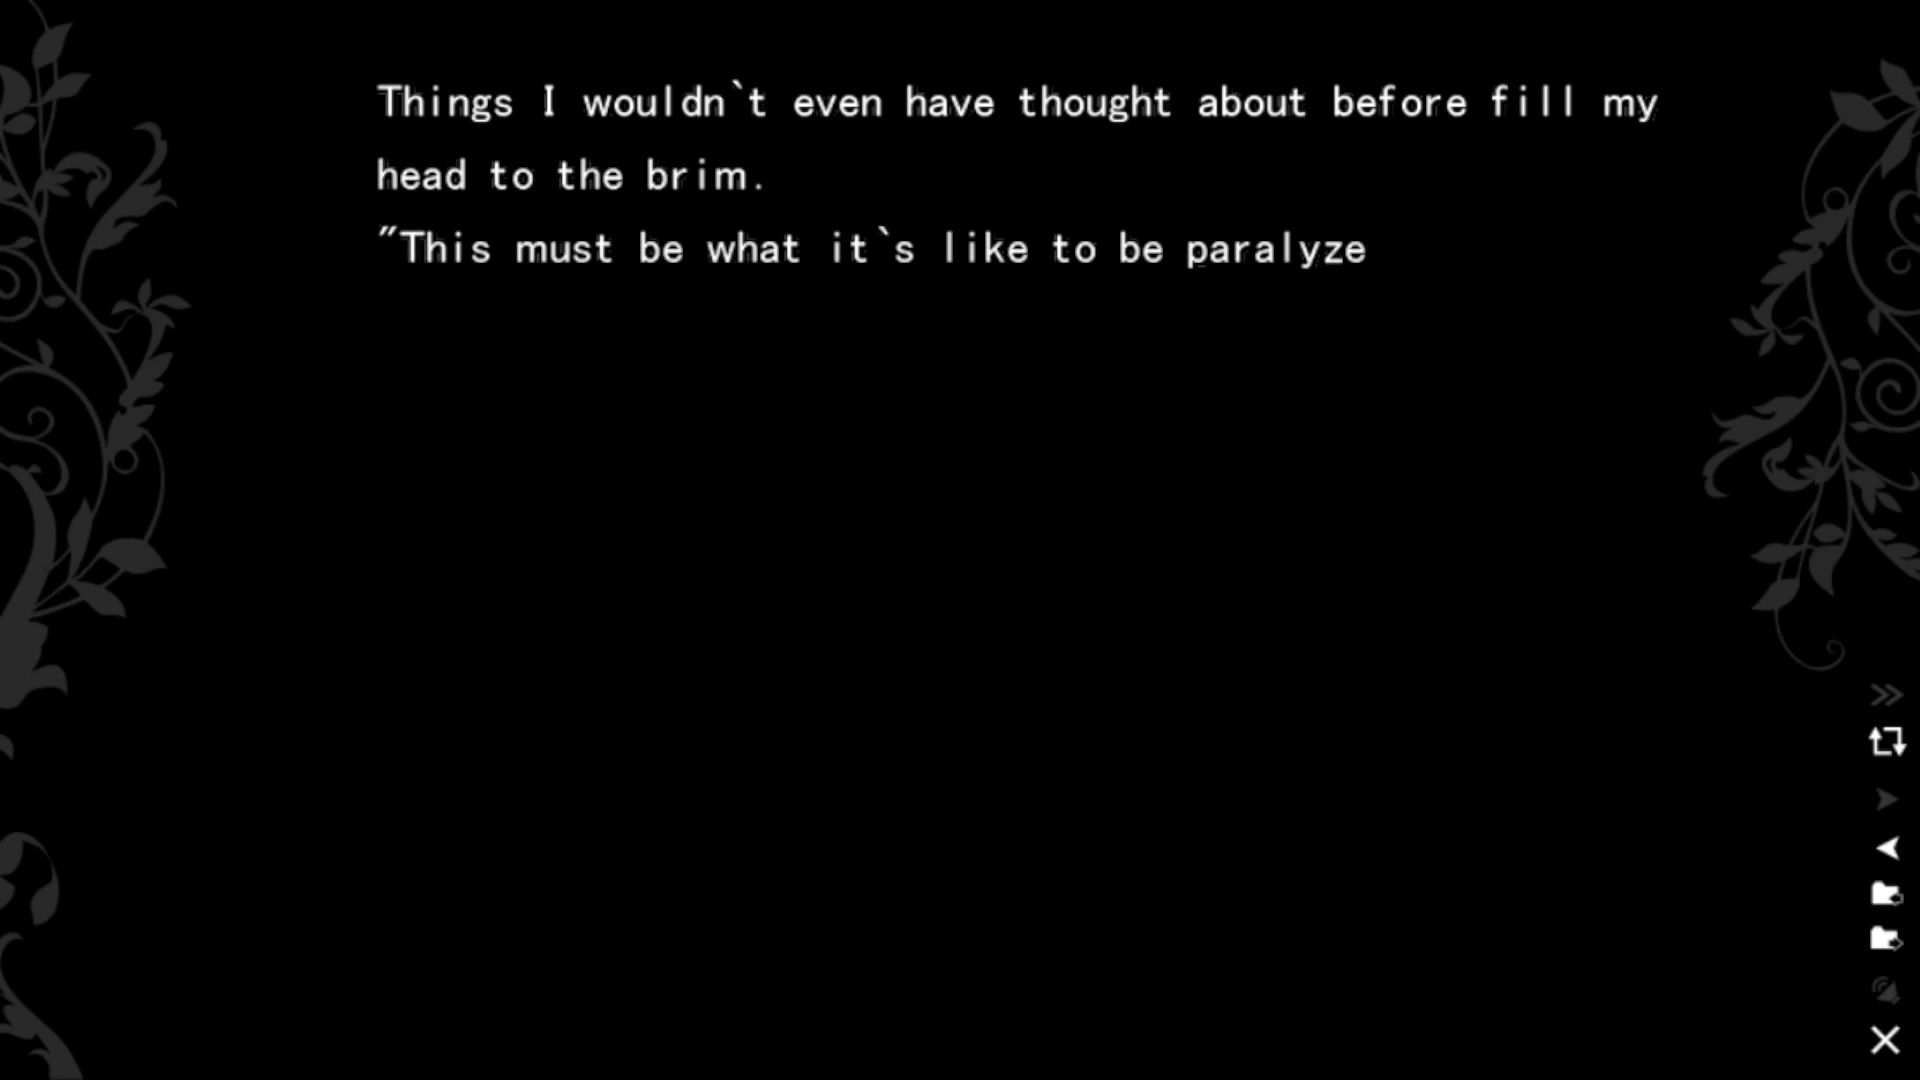 Things I wouldn`t even have thought about before fill my
head to the brim.
"This must be what it`s like to be paralyze